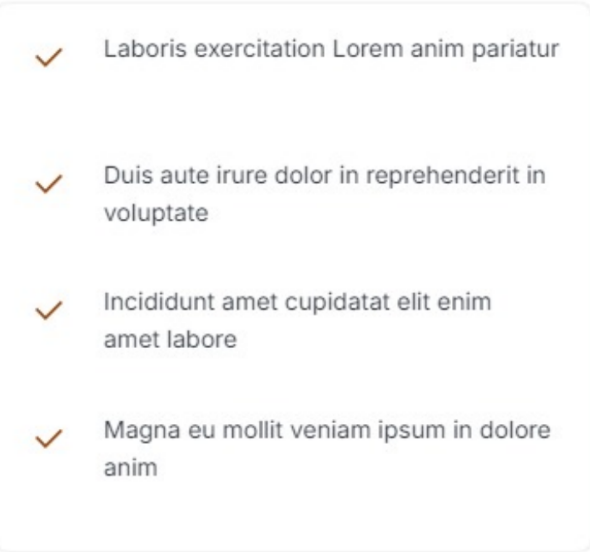 Laboris exercitation Lorem anim pariatur
Duis aute irure dolor in reprehenderit in
voluptate
Incididunt amet cupidatat elit enim
amet labore
Magna eu mollit veniam ipsum in dolore
anim